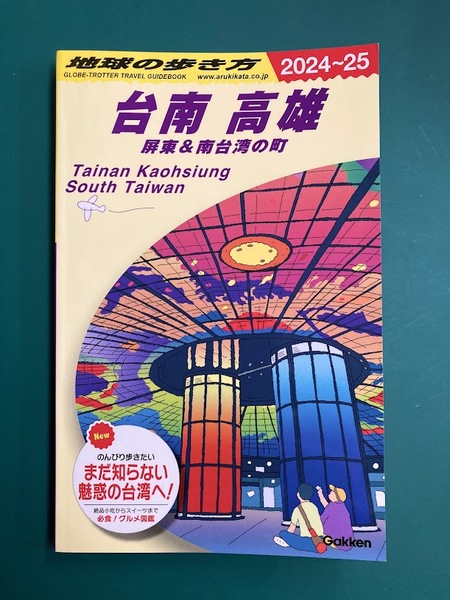 地球の歩き方
2024~25
GLOBE-TROTTER TRAVEL GUIDEBOOK
www.arukikata.co.jp
台南 高雄
屏東&南台湾の町
Tainan Kaohsiung
South Taiwan
New
のんびり歩きたい
まだ知らない
魅惑の台湾へ!
絶品小吃からスイーツまで
必食!グルメ図鑑
Gakken